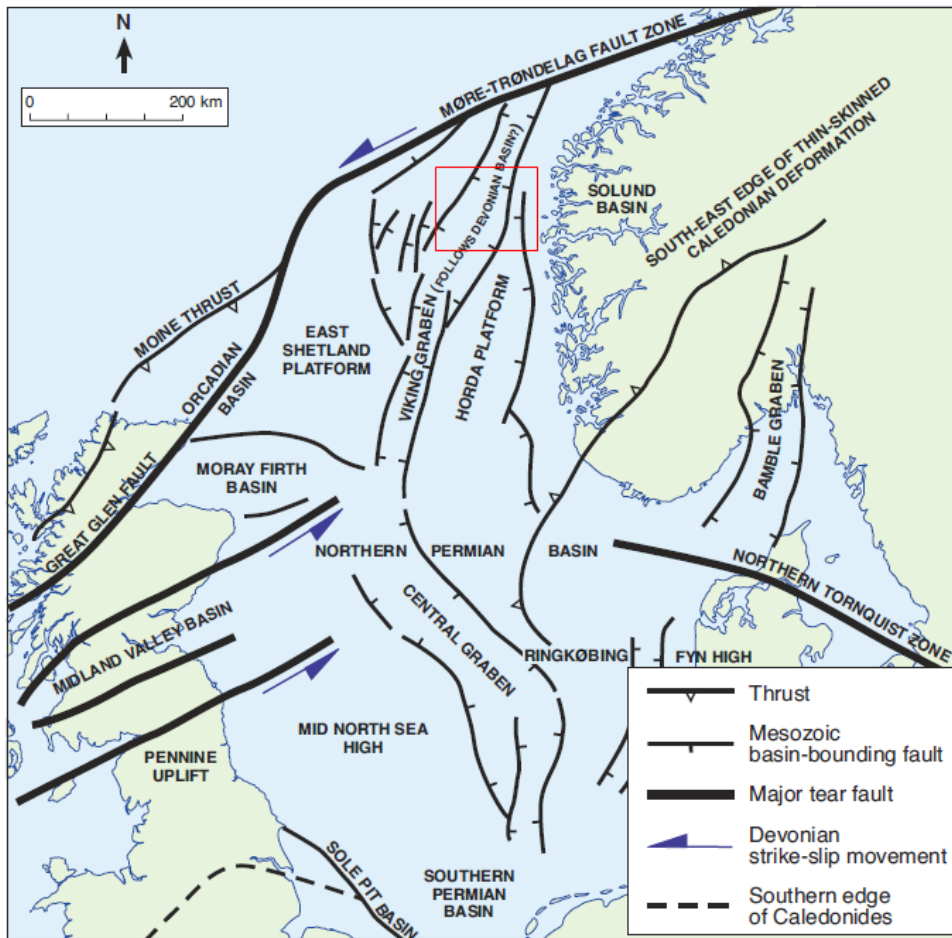 N
0 200 km
MØRE-TRØNDELAG FAULT ZONE
(FOLLOWS DEVONIAN BASIN?)
SOLUND
BASIN
SOUTH-EAST EDGE OF THIN-SKINNED
CALEDONIAN DEFORMATION
MOINE THRUST
ORCADIAN
BASIN
EAST
SHETLAND
PLATFORM
VIKING GRABEN
HORDA PLATFORM
BAMBLE GRABEN
GREAT GLEN FAULT
MORAY FIRTH
BASIN
NORTHERN PERMIAN BASIN
NORTHERN TORNQUIST ZONE
MIDLAND VALLEY BASIN
CENTRAL GRABEN
RINGKØBING FYN HIGH
MID NORTH SEA
HIGH
PENNINE
UPLIFT
SOLE PIT BASIN
SOUTHERN
PERMIAN
BASIN
Thrust
Mesozoic
basin-bounding fault
Major tear fault
Devonian
strike-slip movement
Southern edge
of Caledonides